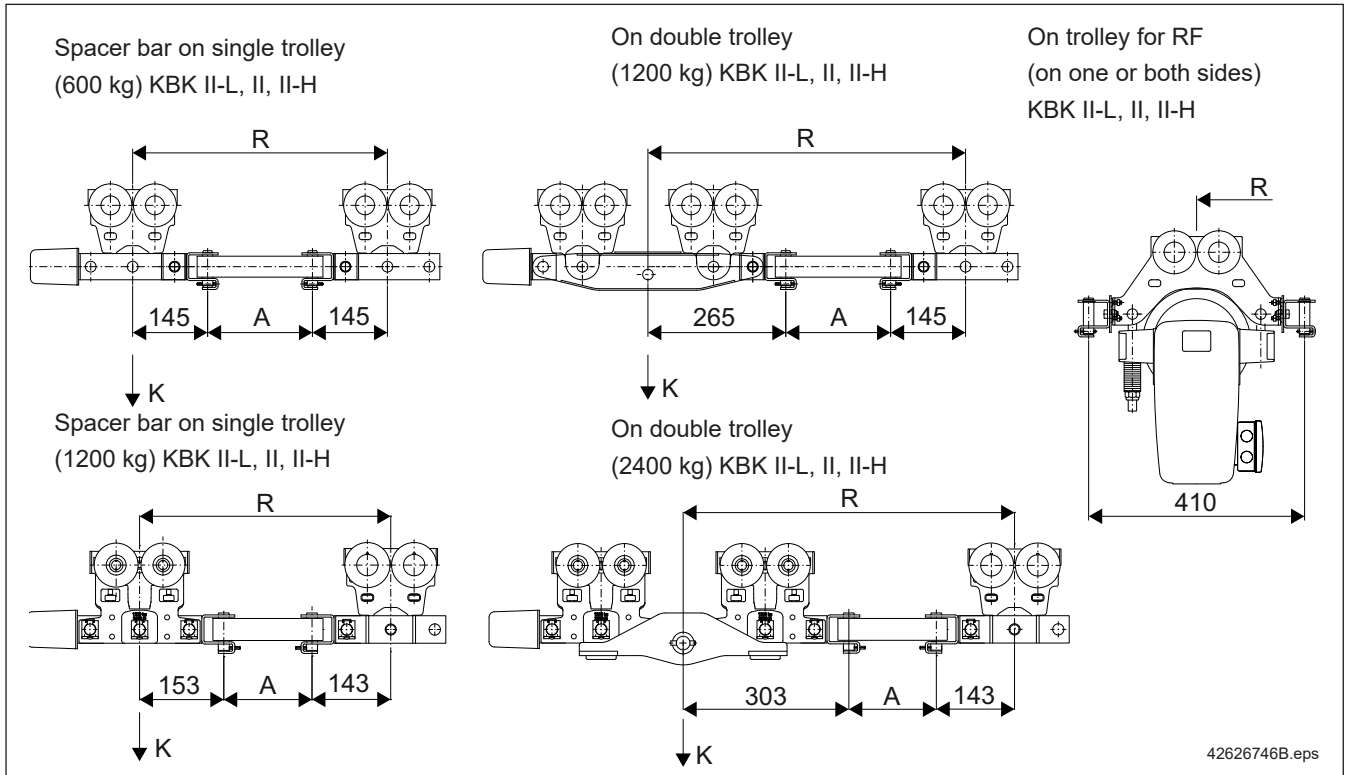 Spacer bar on single trolley
(600 kg) KBK II-L, II, II-H
On double trolley
(1200 kg) KBK II-L, II, II-H
On trolley for RF
(on one or both sides)
KBK II-L, II, II-H
R
145
A
145
K
R
265
A
145
K
R
410
Spacer bar on single trolley
(1200 kg) KBK II-L, II, II-H
On double trolley
(2400 kg) KBK II-L, II, II-H
R
153
A
143
K
R
303
A
143
K
42626746B.eps